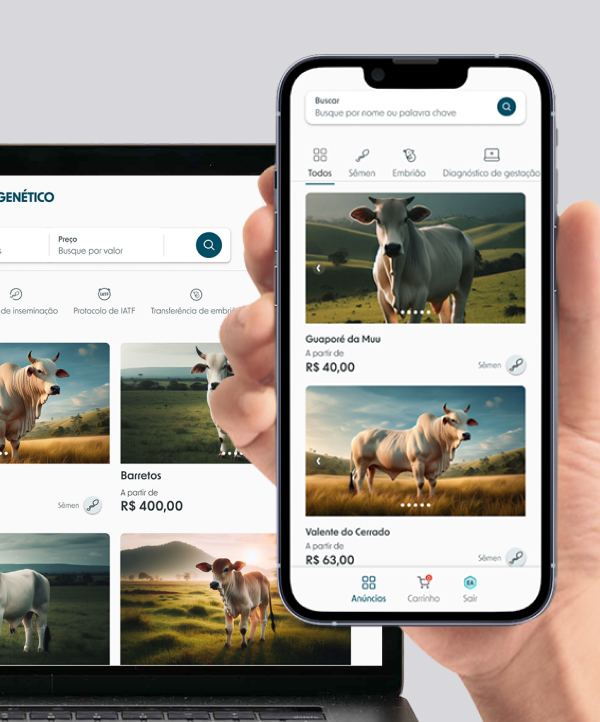 GENÉTICO
Preço
Busque por valor
de inseminação
Protocolo de IATF
Transferência de embri
Sêmen
Barretos
A partir de
R$ 400,00
Buscar
Busque por nome ou palavra chave
Todos
Sêmen
Embrião
Diagnóstico de gestação
Guaporé da Muu
A partir de
R$ 40,00
Sêmen
Valente do Cerrado
A partir de
R$ 63,00
Sêmen
Anúncios
Carrinho
Sair